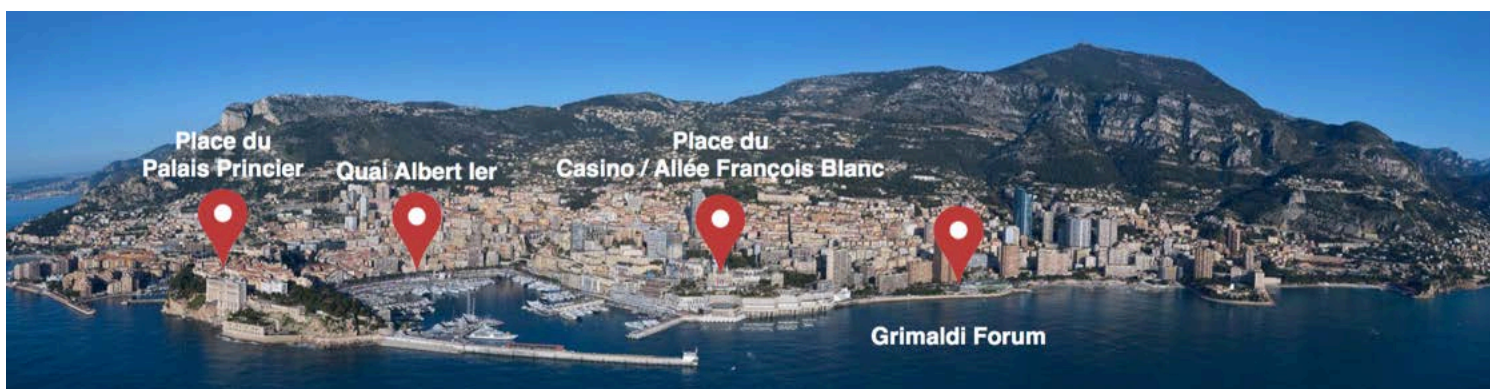 Place du
Palais Princier
Quai Albert Ier
Place du
Casino / Allée François Blanc
Grimaldi Forum